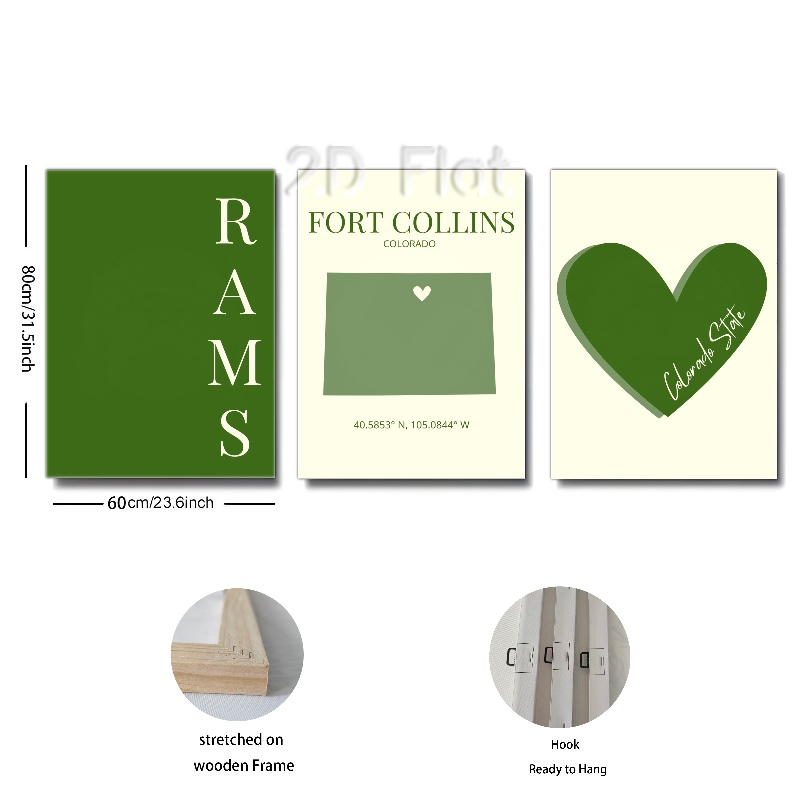 2D Flat
80cm/31.5inch
R
A
M
S
60cm/23.6inch
FORT COLLINS
COLORADO
40.5853° N, 105.0844° W
Colorado State
stretched on
wooden Frame
Hook
Ready to Hang